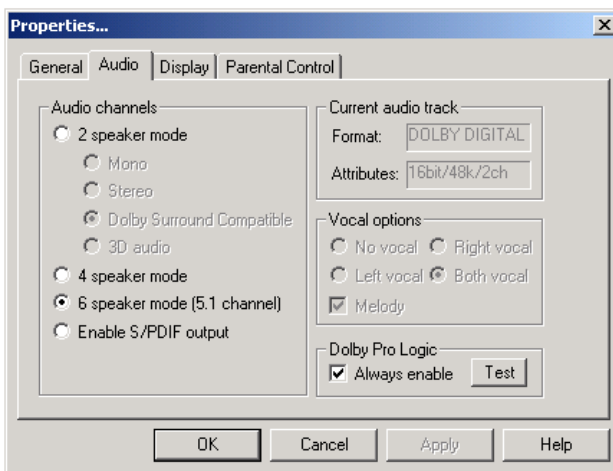 Properties...
General Audio Display Parental Control
Audio channels
2 speaker mode
Mono
Stereo
Dolby Surround Compatible
3D audio
4 speaker mode
6 speaker mode (5.1 channel)
Enable S/PDIF output
Current audio track
Format: DOLBY DIGITAL
Attributes: 16bit/48k/2ch
Vocal options
No vocal Right vocal
Left vocal Both vocal
Melody
Dolby Pro Logic
Always enable Test
OK Cancel Apply Help